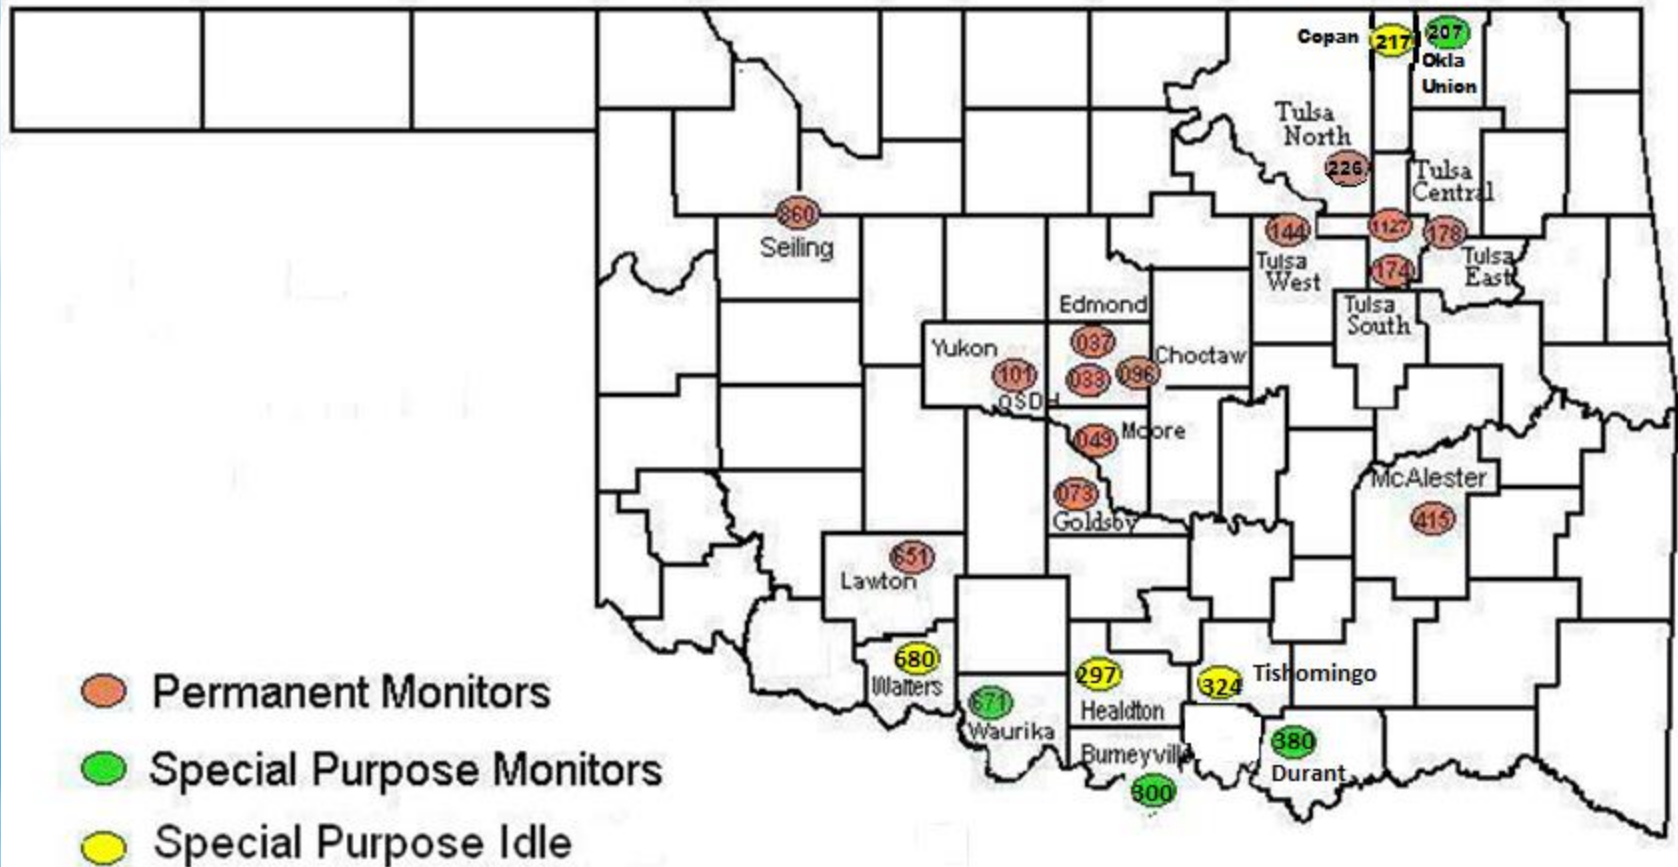 Copan
217
207
Okla
Union
Tulsa
North
226
Tulsa
Central
860
Seiling
144
1127
178
Tulsa
West
174
Tulsa
East
Tulsa
South
Edmond
Yukon
037
Choctaw
101
033
096
OSDH
049
Moore
073
Goldsby
McAlester
415
651
Lawton
680
Walters
297
Healdton
324
Tishomingo
671
Waurika
Burneyville
300
380
Durant
Permanent Monitors
Special Purpose Monitors
Special Purpose Idle